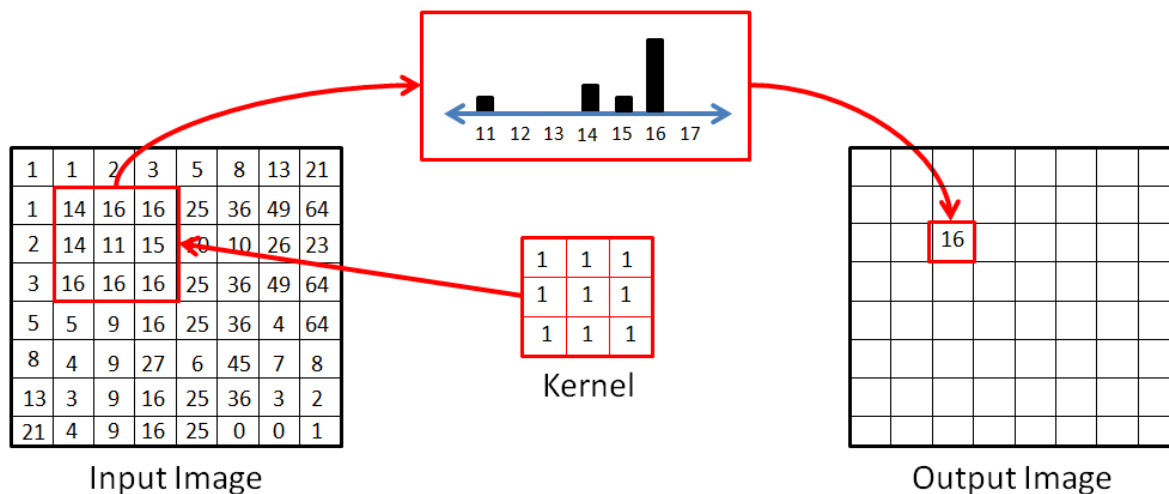 11 12 13 14 15 16 17
1 1 2 3 5 8 13 21
1 14 16 16 25 36 49 64
2 14 11 15 10 10 26 23
3 16 16 16 25 36 49 64
5 5 9 16 25 36 4 64
8 4 9 27 6 45 7 8
13 3 9 16 25 36 3 2
21 4 9 16 25 0 0 1
Input Image
1 1 1
1 1 1
1 1 1
Kernel
16
Output Image